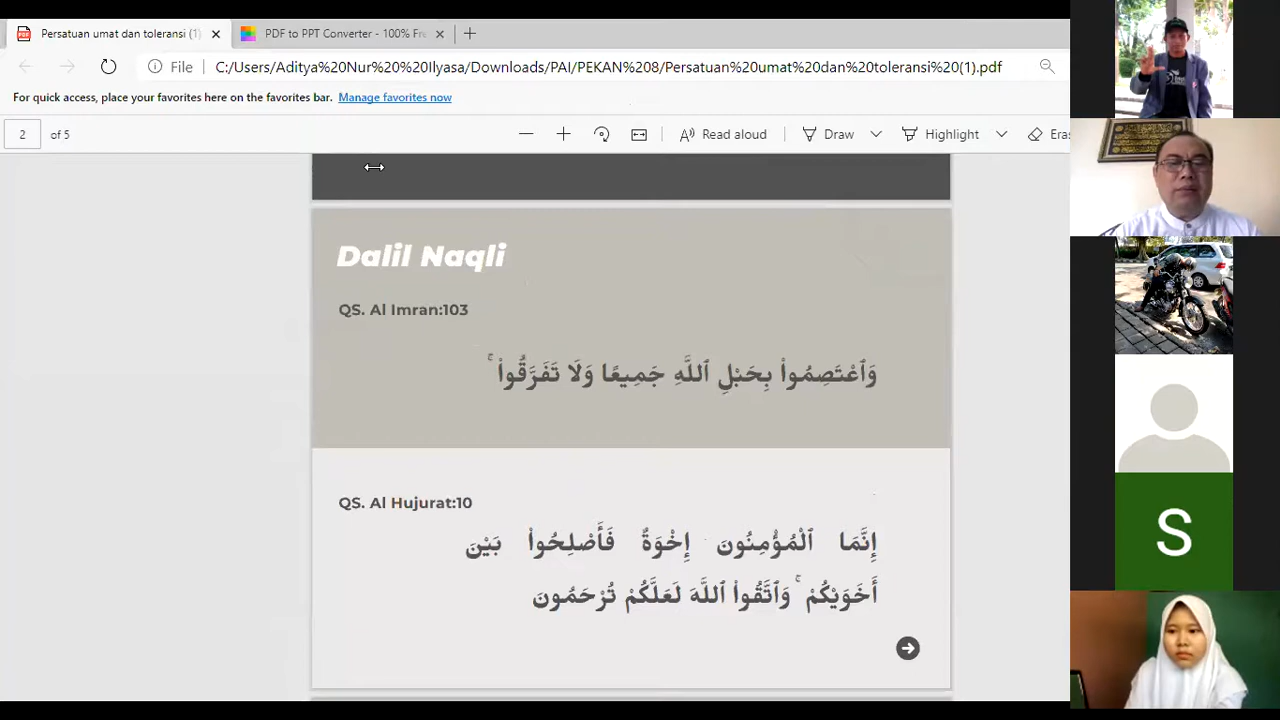 Persatuan umat dan toleransi (1)
PDF to PPT Converter - 100% Fre
File
C:/Users/Aditya%20Nur%20%20Ilyasa/Downloads/PAI/PEKAN%208/Persatuan%20umat%20dan%20toleransi%20(1).pdf
For quick access, place your favorites here on the favorites bar. Manage favorites now
2 of 5
Read aloud
Draw
Highlight
Eras
Dalil Naqli
QS. Al Imran:103
وَٱعْتَصِمُوا۟ بِحَبْلِ ٱللَّهِ جَمِيعًا وَلَا تَفَرَّقُوا۟ ۚ
QS. Al Hujurat:10
إِنَّمَا ٱلْمُؤْمِنُونَ إِخْوَةٌ فَأَصْلِحُوا۟ بَيْنَ
أَخَوَيْكُمْ ۚ وَٱتَّقُوا۟ ٱللَّهَ لَعَلَّكُمْ تُرْحَمُونَ
S